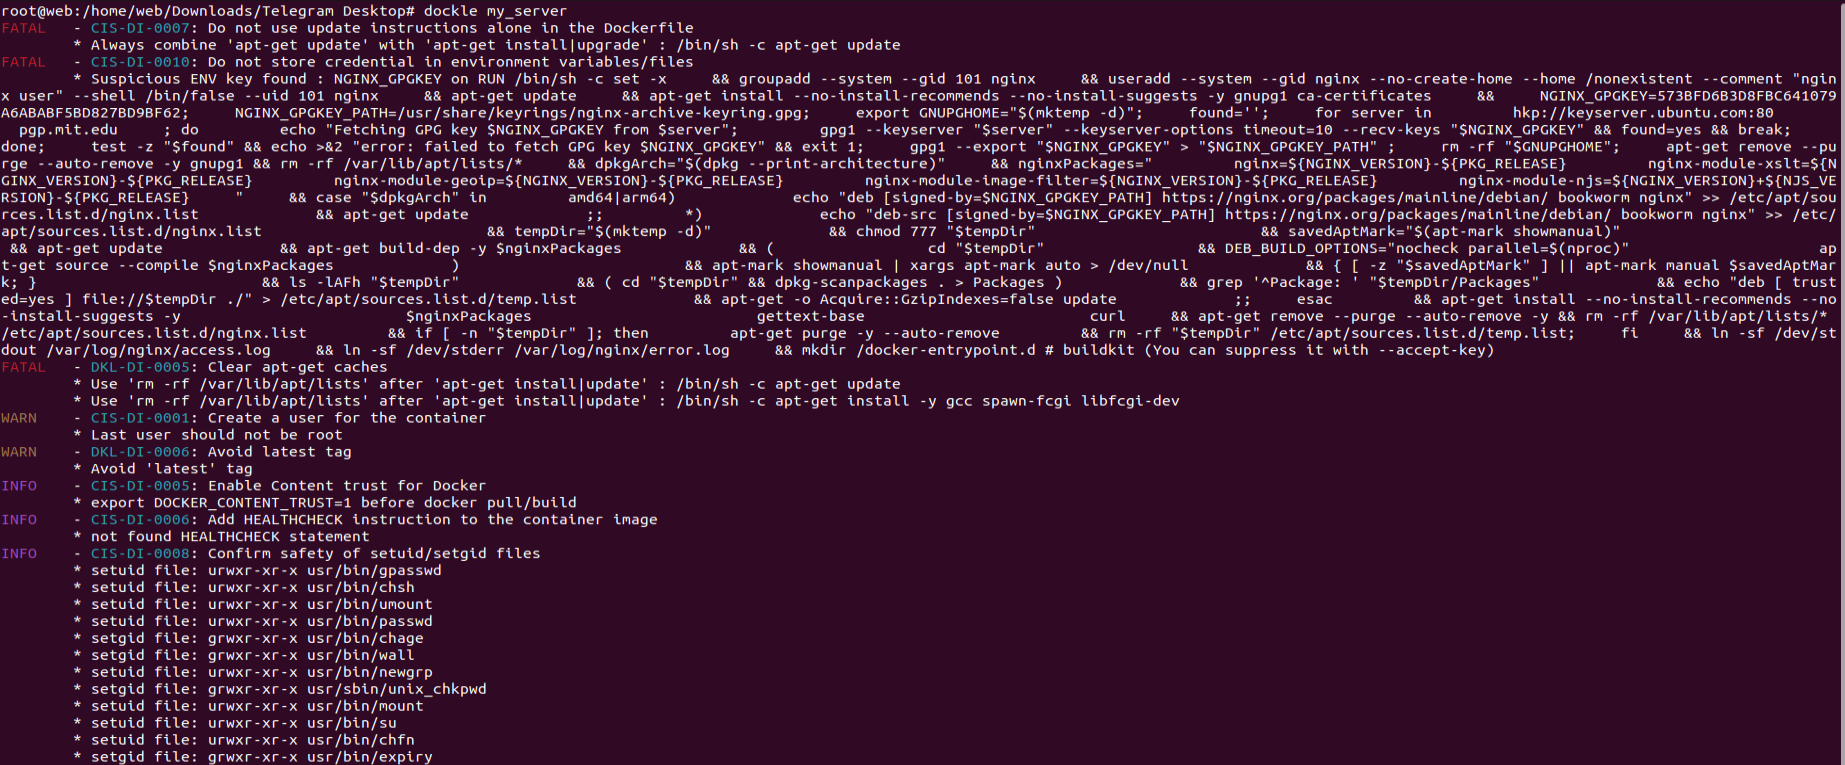 root@web:/home/web/Downloads/Telegram Desktop# dockle my_server
FATAL   - CIS-DI-0007: Do not use update instructions alone in the Dockerfile
        * Always combine 'apt-get update' with 'apt-get install|upgrade' : /bin/sh -c apt-get update
FATAL   - CIS-DI-0010: Do not store credential in environment variables/files
        * Suspicious ENV key found : NGINX_GPGKEY on RUN /bin/sh -c set -x     && groupadd --system --gid 101 nginx     && useradd --system --gid nginx --no-create-home --home /nonexistent --comment "ngin
x user" --shell /bin/false --uid 101 nginx     && apt-get update     && apt-get install --no-install-recommends --no-install-suggests -y gnupg1 ca-certificates     &&     NGINX_GPGKEY=573BFD6B3D8FBC641079
A6ABABF5BD827BD9BF62;     NGINX_GPGKEY_PATH=/usr/share/keyrings/nginx-archive-keyring.gpg;     export GNUPGHOME="$(mktemp -d)";     found='';     for server in         hkp://keyserver.ubuntu.com:80
  pgp.mit.edu     ; do         echo "Fetching GPG key $NGINX_GPGKEY from $server";         gpg1 --keyserver "$server" --keyserver-options timeout=10 --recv-keys "$NGINX_GPGKEY" && found=yes && break;
done;     test -z "$found" && echo >&2 "error: failed to fetch GPG key $NGINX_GPGKEY" && exit 1;     gpg1 --export "$NGINX_GPGKEY" > "$NGINX_GPGKEY_PATH" ;     rm -rf "$GNUPGHOME";     apt-get remove --pu
rge --auto-remove -y gnupg1 && rm -rf /var/lib/apt/lists/*     && dpkgArch="$(dpkg --print-architecture)"     && nginxPackages="         nginx=${NGINX_VERSION}-${PKG_RELEASE}         nginx-module-xslt=${N
GINX_VERSION}-${PKG_RELEASE}         nginx-module-geoip=${NGINX_VERSION}-${PKG_RELEASE}         nginx-module-image-filter=${NGINX_VERSION}-${PKG_RELEASE}         nginx-module-njs=${NGINX_VERSION}+${NJS_VE
RSION}-${PKG_RELEASE}     "     && case "$dpkgArch" in         amd64|arm64)             echo "deb [signed-by=$NGINX_GPGKEY_PATH] https://nginx.org/packages/mainline/debian/ bookworm nginx" >> /etc/apt/sou
rces.list.d/nginx.list             && apt-get update             ;;         *)             echo "deb-src [signed-by=$NGINX_GPGKEY_PATH] https://nginx.org/packages/mainline/debian/ bookworm nginx" >> /etc/
apt/sources.list.d/nginx.list                         && tempDir="$(mktemp -d)"             && chmod 777 "$tempDir"                         && savedAptMark="$(apt-mark showmanual)"
 && apt-get update             && apt-get build-dep -y $nginxPackages             && (                 cd "$tempDir"                 && DEB_BUILD_OPTIONS="nocheck parallel=$(nproc)"                     ap
t-get source --compile $nginxPackages             )                         && apt-mark showmanual | xargs apt-mark auto > /dev/null             && { [ -z "$savedAptMark" ] || apt-mark manual $savedAptMar
k; }                         && ls -lAFh "$tempDir"             && ( cd "$tempDir" && dpkg-scanpackages . > Packages )             && grep '^Package: ' "$tempDir/Packages"             && echo "deb [ trust
ed=yes ] file://$tempDir ./" > /etc/apt/sources.list.d/temp.list             && apt-get -o Acquire::GzipIndexes=false update             ;;     esac         && apt-get install --no-install-recommends --no
-install-suggests -y                         $nginxPackages                         gettext-base                         curl     && apt-get remove --purge --auto-remove -y && rm -rf /var/lib/apt/lists/*
/etc/apt/sources.list.d/nginx.list         && if [ -n "$tempDir" ]; then         apt-get purge -y --auto-remove         && rm -rf "$tempDir" /etc/apt/sources.list.d/temp.list;     fi     && ln -sf /dev/st
dout /var/log/nginx/access.log     && ln -sf /dev/stderr /var/log/nginx/error.log     && mkdir /docker-entrypoint.d # buildkit (You can suppress it with --accept-key)
FATAL   - DKL-DI-0005: Clear apt-get caches
        * Use 'rm -rf /var/lib/apt/lists' after 'apt-get install|update' : /bin/sh -c apt-get update
        * Use 'rm -rf /var/lib/apt/lists' after 'apt-get install|update' : /bin/sh -c apt-get install -y gcc spawn-fcgi libfcgi-dev
WARN    - CIS-DI-0001: Create a user for the container
        * Last user should not be root
WARN    - DKL-DI-0006: Avoid latest tag
        * Avoid 'latest' tag
INFO    - CIS-DI-0005: Enable Content trust for Docker
        * export DOCKER_CONTENT_TRUST=1 before docker pull/build
INFO    - CIS-DI-0006: Add HEALTHCHECK instruction to the container image
        * not found HEALTHCHECK statement
INFO    - CIS-DI-0008: Confirm safety of setuid/setgid files
        * setuid file: urwxr-xr-x usr/bin/gpasswd
        * setuid file: urwxr-xr-x usr/bin/chsh
        * setuid file: urwxr-xr-x usr/bin/umount
        * setuid file: urwxr-xr-x usr/bin/passwd
        * setgid file: grwxr-xr-x usr/bin/chage
        * setgid file: grwxr-xr-x usr/bin/wall
        * setuid file: urwxr-xr-x usr/bin/newgrp
        * setgid file: grwxr-xr-x usr/sbin/unix_chkpwd
        * setuid file: urwxr-xr-x usr/bin/mount
        * setuid file: urwxr-xr-x usr/bin/su
        * setuid file: urwxr-xr-x usr/bin/chfn
        * setgid file: grwxr-xr-x usr/bin/expiry